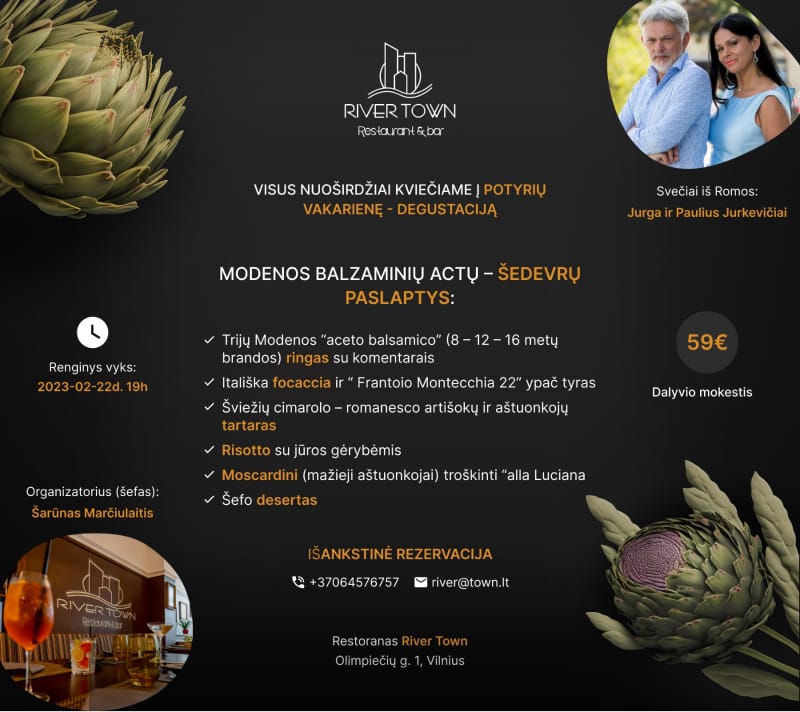 RIVER TOWN
Restaurant & bar
VISUS NUOŠIRDŽIAI KVIEČIAME Į POTYRIŲ
VAKARIENĘ - DEGUSTACIJĄ
Svečiai iš Romos:
Jurga ir Paulius Jurkevičiai
MODENOS BALZAMINIŲ ACTŲ – ŠEDEVRŲ
PASLAPTYS:
Renginys vyks:
2023-02-22d. 19h
Trijų Modenos “aceto balsamico” (8 – 12 – 16 metų
brandos) ringas su komentarais
Itališka focaccia ir “ Frantoio Montecchia 22” ypač tyras
Šviežių cimarolo – romanesco artišokų ir aštuonkojų
tartaras
Risotto su jūros gėrybėmis
Moscardini (mažieji aštuonkojai) troškinti “alla Luciana
Šefo desertas
59€
Dalyvio mokestis
Organizatorius (šefas):
Šarūnas Marčiulaitis
RIVER TOWN
Restaurant & bar
IŠANKSTINĖ REZERVACIJA
+37064576757 river@town.lt
Restoranas River Town
Olimpiečių g. 1, Vilnius